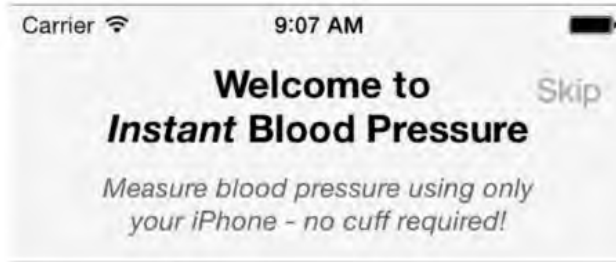 Carrier 9:07 AM
Welcome to
Skip
Instant Blood Pressure
Measure blood pressure using only
your iPhone - no cuff required!